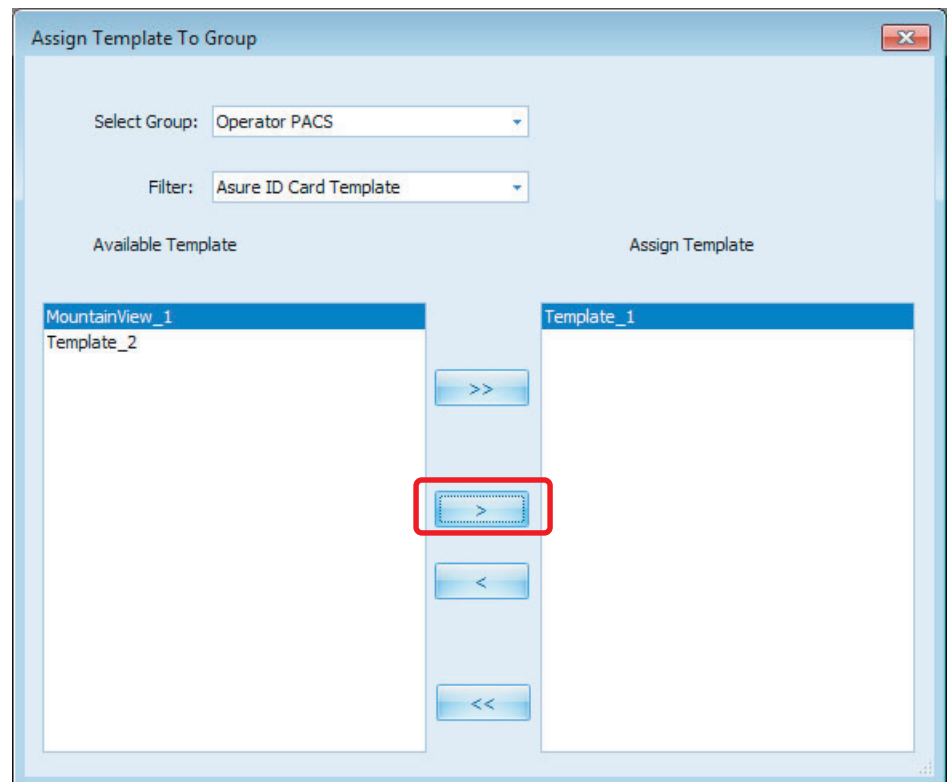 Assign Template To Group
Select Group: Operator PACS
Filter: Asure ID Card Template
Available Template Assign Template
MountainView_1 Template_1
Template_2
>>
>
<
<<